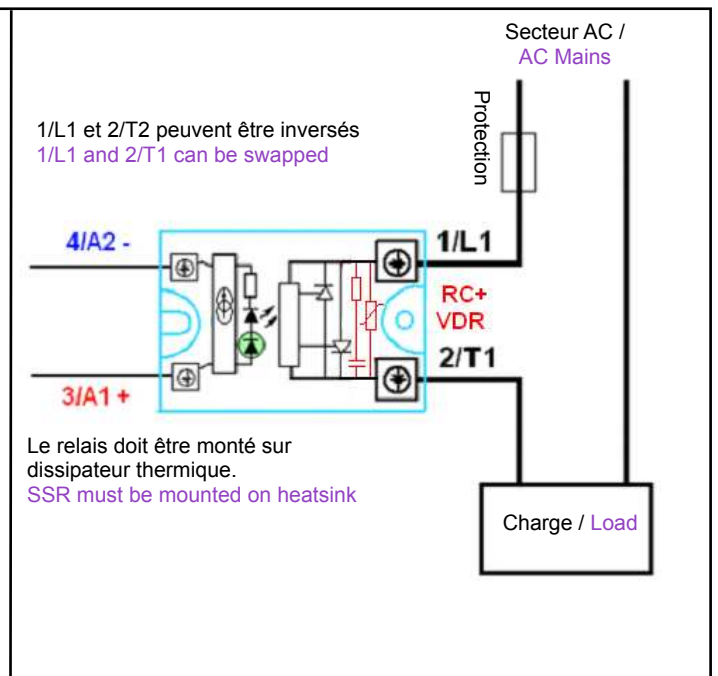 Secteur AC /
AC Mains
Protection
1/L1 et 2/T2 peuvent être inversés
1/L1 and 2/T1 can be swapped
4/A2 -
1/L1
RC+
VDR
2/T1
3/A1 +
Le relais doit être monté sur
dissipateur thermique.
SSR must be mounted on heatsink
Charge / Load